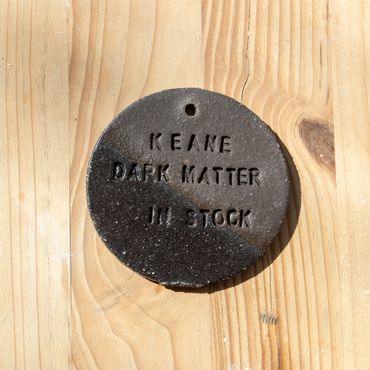 KEANE
DARK MATTER
IN STOCK